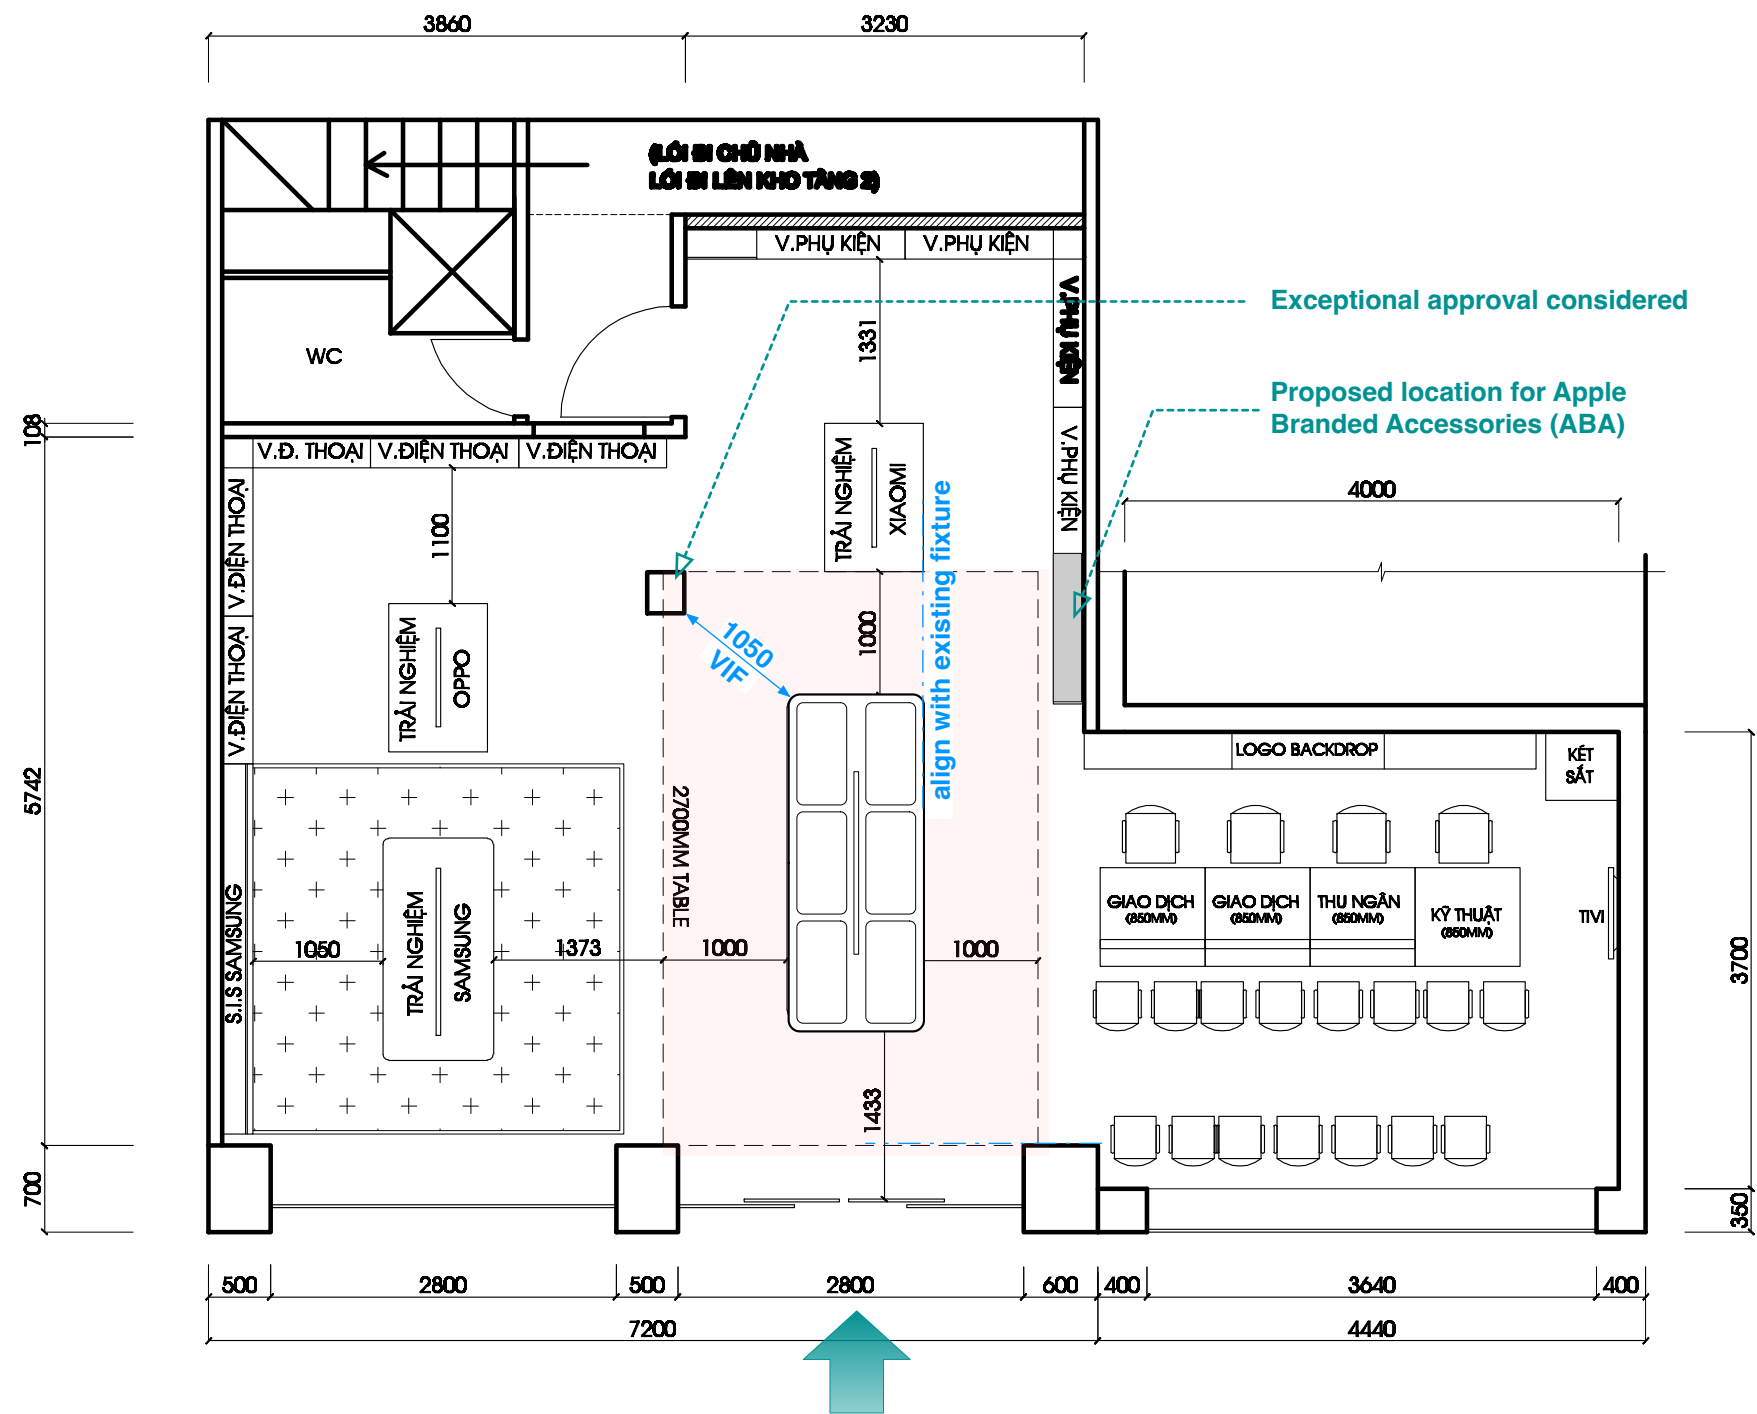 3860
3230
(LỐI ĐI CHỦ NHÀ
LỐI ĐI LÊN KHO TẦNG 2)
V.PHỤ KIỆN
V.PHỤ KIỆN
V.PHỤ KIỆN
Exceptional approval considered
1331
WC
Proposed location for Apple
Branded Accessories (ABA)
108
V.Đ. THOẠI
V.ĐIỆN THOẠI
V.ĐIỆN THOẠI
V.PHỤ KIỆN
TRẢI NGHIỆM
XIAOMI
4000
V.ĐIỆN THOẠI
1100
align with existing fixture
1000
1050
VIF
V.ĐIỆN THOẠI
TRẢI NGHIỆM
OPPO
LOGO BACKDROP
KÉT
SẮT
5742
2700MM TABLE
S.I.S SAMSUNG
TRẢI NGHIỆM
SAMSUNG
1050
1373
1000
1000
GIAO DỊCH
(850MM)
GIAO DỊCH
(850MM)
THU NGÂN
(850MM)
KỸ THUẬT
(850MM)
TIVI
3700
1433
700
350
500
2800
500
2800
600
400
3640
400
7200
4440